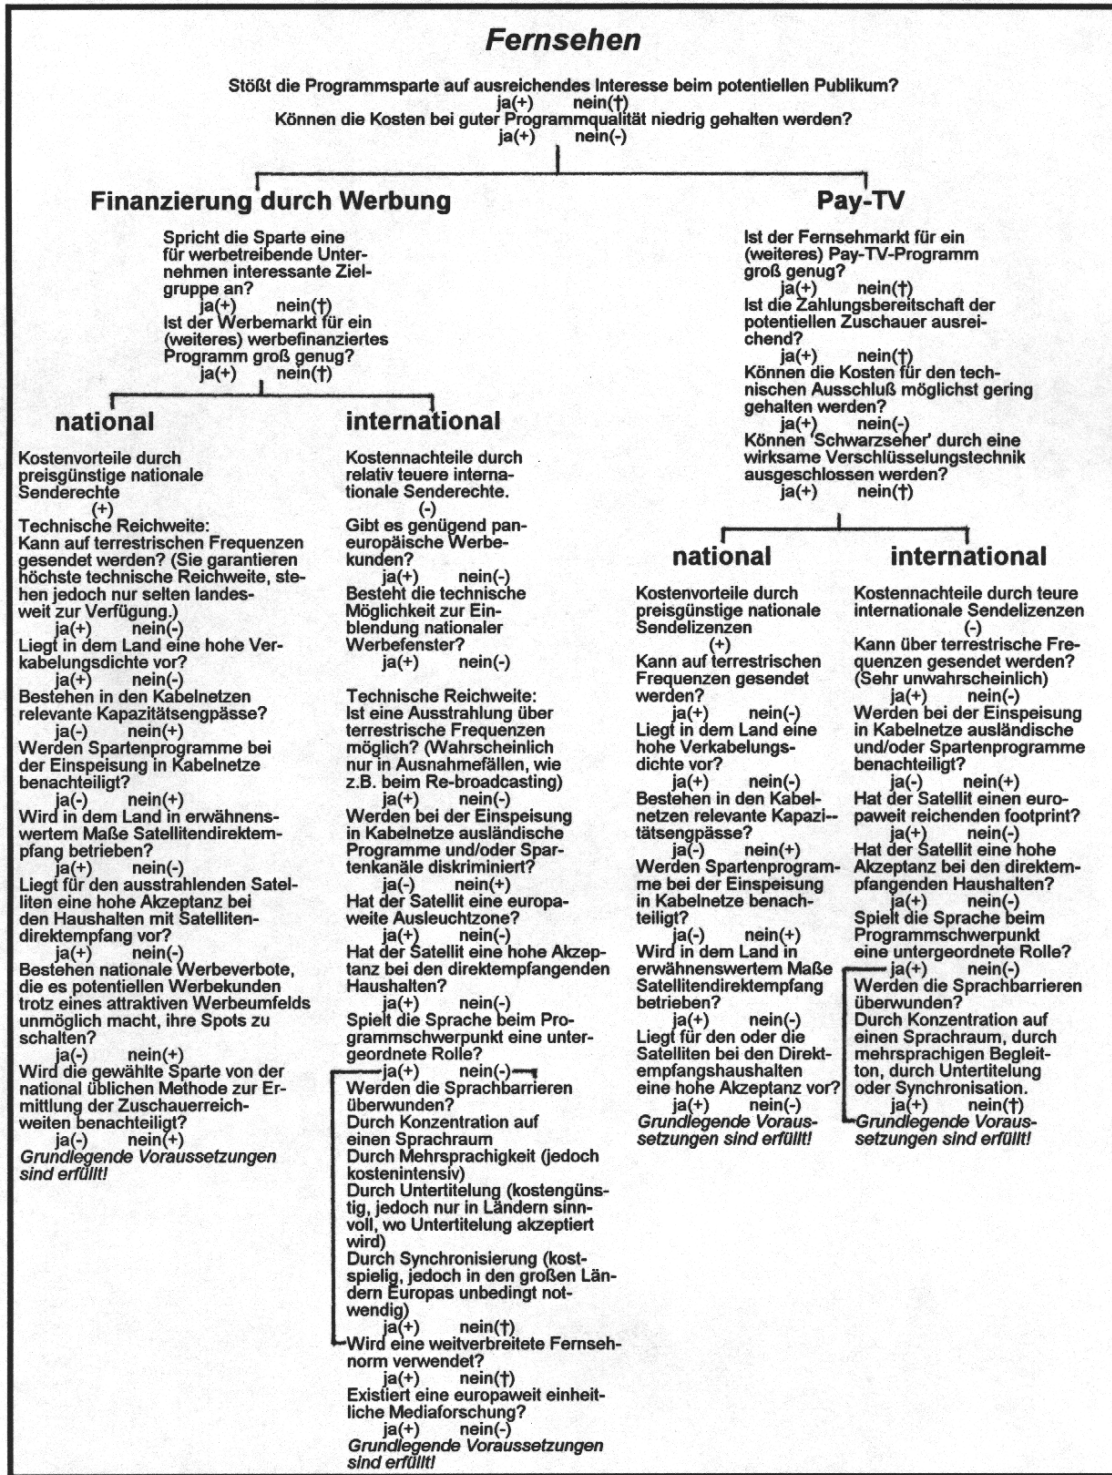 Fernsehen
Stößt die Programmsparte auf ausreichendes Interesse beim potentiellen Publikum?
ja(+) nein(†)
Können die Kosten bei guter Programmqualität niedrig gehalten werden?
ja(+) nein(-)
Finanzierung durch Werbung
Spricht die Sparte eine
für werbetreibende Unter-
nehmen interessante Ziel-
gruppe an?
ja(+) nein(†)
Ist der Werbemarkt für ein
(weiteres) werbefinanziertes
Programm groß genug?
ja(+) nein(†)
national
Kostenvorteile durch
preisgünstige nationale
Senderechte
(+)
Technische Reichweite:
Kann auf terrestrischen Frequenzen
gesendet werden? (Sie garantieren
höchste technische Reichweite, ste-
hen jedoch nur selten landes-
weit zur Verfügung.)
ja(+) nein(-)
Liegt in dem Land eine hohe Ver-
kabelungsdichte vor?
ja(+) nein(-)
Bestehen in den Kabelnetzen
relevante Kapazitätsengpässe?
ja(-) nein(+)
Werden Spartenprogramme bei
der Einspeisung in Kabelnetze
benachteiligt?
ja(-) nein(+)
Wird in dem Land in erwähnens-
wertem Maße Satellitendirektem-
pfang betrieben?
ja(+) nein(-)
Liegt für den ausstrahlenden Satel-
liten eine hohe Akzeptanz bei
den Haushalten mit Satelliten-
direktempfang vor?
ja(+) nein(-)
Bestehen nationale Werbeverbote,
die es potentiellen Werbekunden
trotz eines attraktiven Werbeumfelds
unmöglich macht, ihre Spots zu
schalten?
ja(-) nein(+)
Wird die gewählte Sparte von der
national üblichen Methode zur Er-
mittlung der Zuschauerreich-
weiten benachteiligt?
ja(-) nein(+)
Grundlegende Voraussetzungen
sind erfüllt!
international
Kostennachteile durch
relativ teuere interna-
tionale Senderechte.
(-)
Gibt es genügend pan-
europäische Werbe-
kunden?
ja(+) nein(-)
Besteht die technische
Möglichkeit zur Ein-
blendung nationaler
Werbefenster?
ja(+) nein(-)
Technische Reichweite:
Ist eine Ausstrahlung über
terrestrische Frequenzen
möglich? (Wahrscheinlich
nur in Ausnahmefällen, wie
z.B. beim Re-broadcasting)
ja(+) nein(-)
Werden bei der Einspeisung
in Kabelnetze ausländische
Programme und/oder Spar-
tenkanäle diskriminiert?
ja(-) nein(+)
Hat der Satellit eine europa-
weite Ausleuchtzone?
ja(+) nein(-)
Hat der Satellit eine hohe Akzep-
tanz bei den direktempfangenden
Haushalten?
ja(+) nein(-)
Spielt die Sprache beim Pro-
grammschwerpunkt eine unter-
geordnete Rolle?
ja(+) nein(-)
Werden die Sprachbarrieren
überwunden?
Durch Konzentration auf
einen Sprachraum
Durch Mehrsprachigkeit (jedoch
kostenintensiv)
Durch Untertitelung (kostengüns-
tig, jedoch nur in Ländern sinn-
voll, wo Untertitelung akzeptiert
wird)
Durch Synchronisierung (kost-
spielig, jedoch in den großen Län-
dern Europas unbedingt not-
wendig)
ja(+) nein(†)
Wird eine weitverbreitete Fernseh-
norm verwendet?
ja(+) nein(†)
Existiert eine europaweit einheit-
liche Mediaforschung?
ja(+) nein(-)
Grundlegende Voraussetzungen
sind erfüllt!
Pay-TV
Ist der Fernsehmarkt für ein
(weiteres) Pay-TV-Programm
groß genug?
ja(+) nein(†)
Ist die Zahlungsbereitschaft der
potentiellen Zuschauer ausrei-
chend?
ja(+) nein(†)
Können die Kosten für den tech-
nischen Ausschluß möglichst gering
gehalten werden?
ja(+) nein(-)
Können 'Schwarzseher' durch eine
wirksame Verschlüsselungstechnik
ausgeschlossen werden?
ja(+) nein(†)
national
Kostenvorteile durch
preisgünstige nationale
Sendelizenzen
(+)
Kann auf terrestrischen
Frequenzen gesendet
werden?
ja(+) nein(-)
Liegt in dem Land eine
hohe Verkabelungs-
dichte vor?
ja(+) nein(-)
Bestehen in den Kabel-
netzen relevante Kapazi--
tätsengpässe?
ja(-) nein(+)
Werden Spartenprogram-
me bei der Einspeisung
in Kabelnetze benach-
teiligt?
ja(-) nein(+)
Wird in dem Land in
erwähnenswertem Maße
Satellitendirektempfang
betrieben?
ja(+) nein(-)
Liegt für den oder die
Satelliten bei den Direkt-
empfangshaushalten
eine hohe Akzeptanz vor?
ja(+) nein(-)
Grundlegende Voraus-
setzungen sind erfüllt!
international
Kostennachteile durch teure
internationale Sendelizenzen
(-)
Kann über terrestrische Fre-
quenzen gesendet werden?
(Sehr unwahrscheinlich)
ja(+) nein(-)
Werden bei der Einspeisung
in Kabelnetze ausländische
und/oder Spartenprogramme
benachteiligt?
ja(-) nein(+)
Hat der Satellit einen euro-
paweit reichenden footprint?
ja(+) nein(-)
Hat der Satellit eine hohe
Akzeptanz bei den direktem-
pfangenden Haushalten?
ja(+) nein(-)
Spielt die Sprache beim
Programmschwerpunkt
eine untergeordnete Rolle?
ja(+) nein(-)
Werden die Sprachbarrieren
überwunden?
Durch Konzentration auf
einen Sprachraum, durch
mehrsprachigen Begleit-
ton, durch Untertitelung
oder Synchronisation.
ja(+) nein(†)
Grundlegende Voraus-
setzungen sind erfüllt!